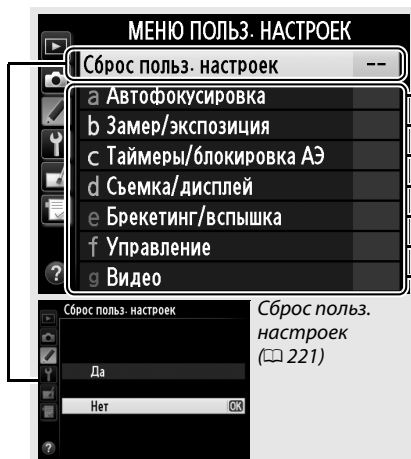 МЕНЮ ПОЛЬЗ. НАСТРОЕК
Сброс польз. настроек --
a Автофокусировка
b Замер/экспозиция
c Таймеры/блокировка АЭ
d Съемка/дисплей
e Брекетинг/вспышка
f Управление
g Видео
?
Сброс польз. настроек
Да
Нет OK
?
Сброс польз.
настроек
(221)